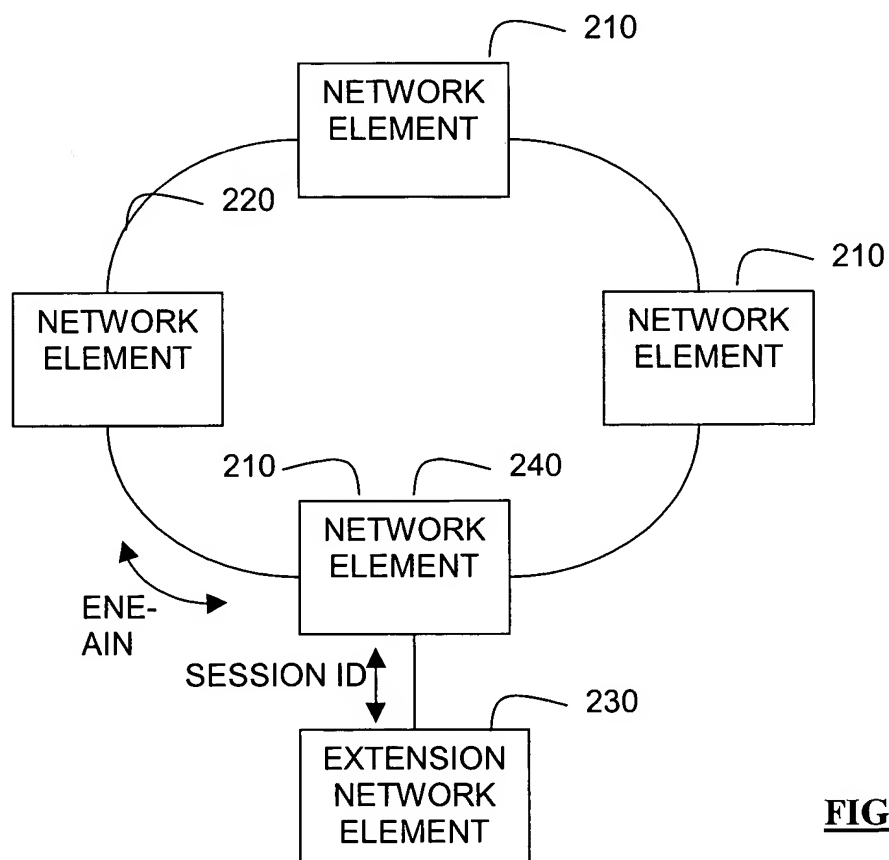 210
NETWORK
ELEMENT
220
210
NETWORK
ELEMENT
NETWORK
ELEMENT
210
240
NETWORK
ELEMENT
ENE-
AIN
SESSION ID
230
EXTENSION
NETWORK
ELEMENT
FIG